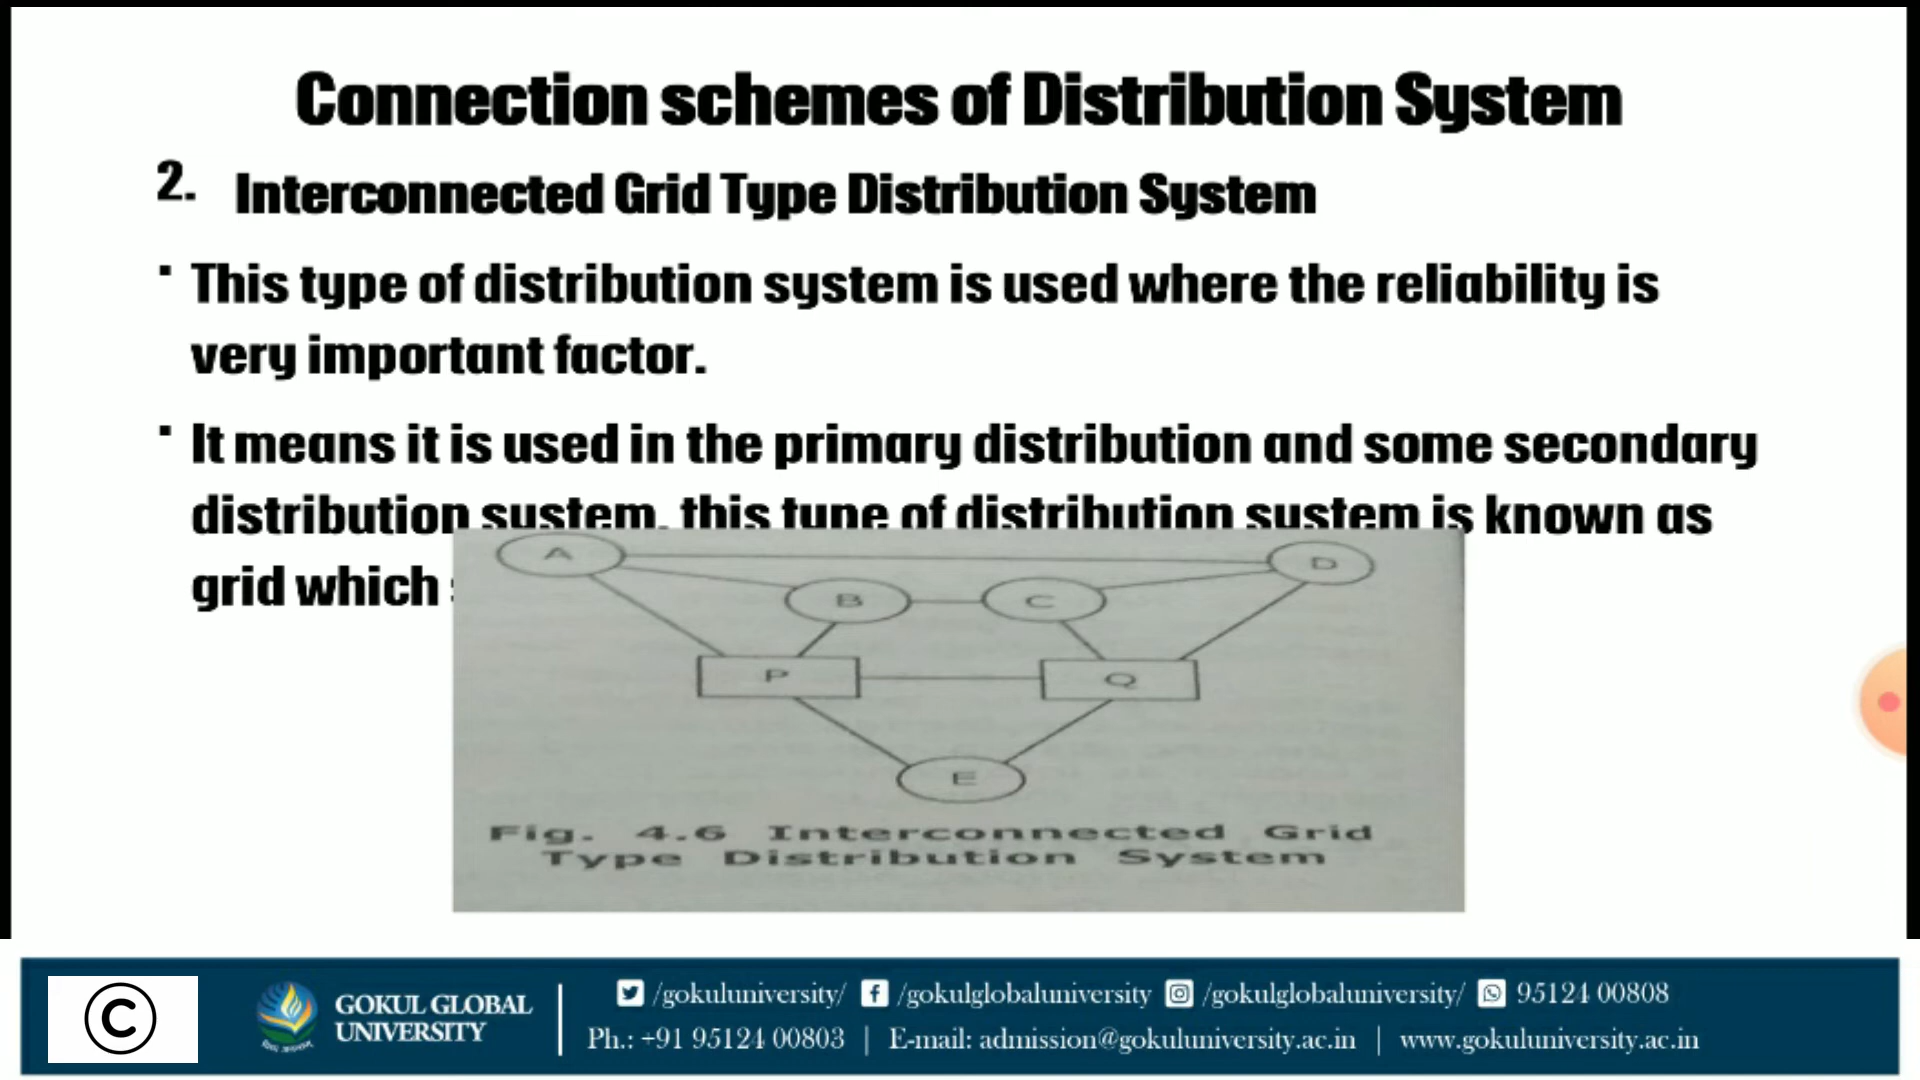 Connection schemes of Distribution System
2. Interconnected Grid Type Distribution System
▪ This type of distribution system is used where the reliability is
very important factor.
▪ It means it is used in the primary distribution and some secondary
distribution system, this type of distribution system is known as
grid which
A
D
B
C
P
Q
E
Fig. 4.6 Interconnected Grid
Type Distribution System
©
GOKUL GLOBAL
UNIVERSITY
/gokuluniversity/ /gokulglobaluniversity /gokulglobaluniversity/ 95124 00808
Ph.: +91 95124 00803 | E-mail: admission@gokuluniversity.ac.in | www.gokuluniversity.ac.in